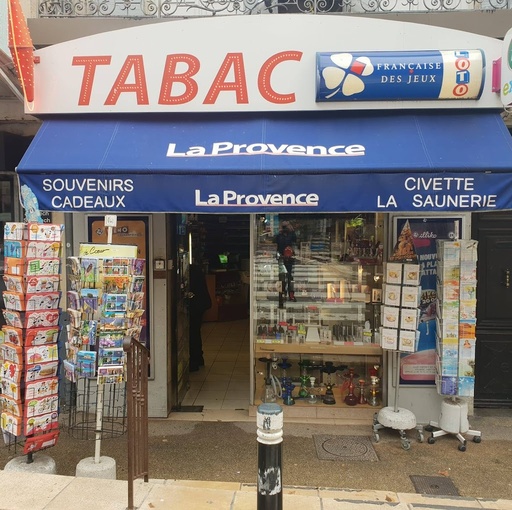 TABAC
FRANÇAISE
DES JEUX
LOTO
La Provence
SOUVENIRS
CADEAUX
La Provence
CIVETTE
LA SAUNERIE